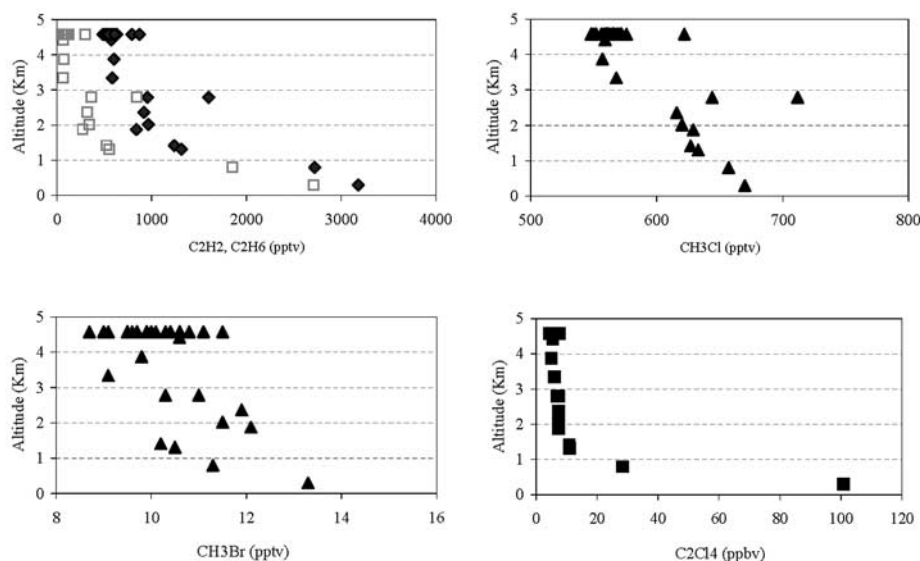 5
4
3
2
1
0
Altitude (Km)
0 1000 2000 3000 4000
C2H2, C2H6 (pptv)
5
4
3
2
1
0
Altitude (Km)
500 600 700 800
CH3Cl (pptv)
5
4
3
2
1
0
Altitude (Km)
8 10 12 14 16
CH3Br (pptv)
5
4
3
2
1
0
Altitude (Km)
0 20 40 60 80 100 120
C2Cl4 (ppbv)